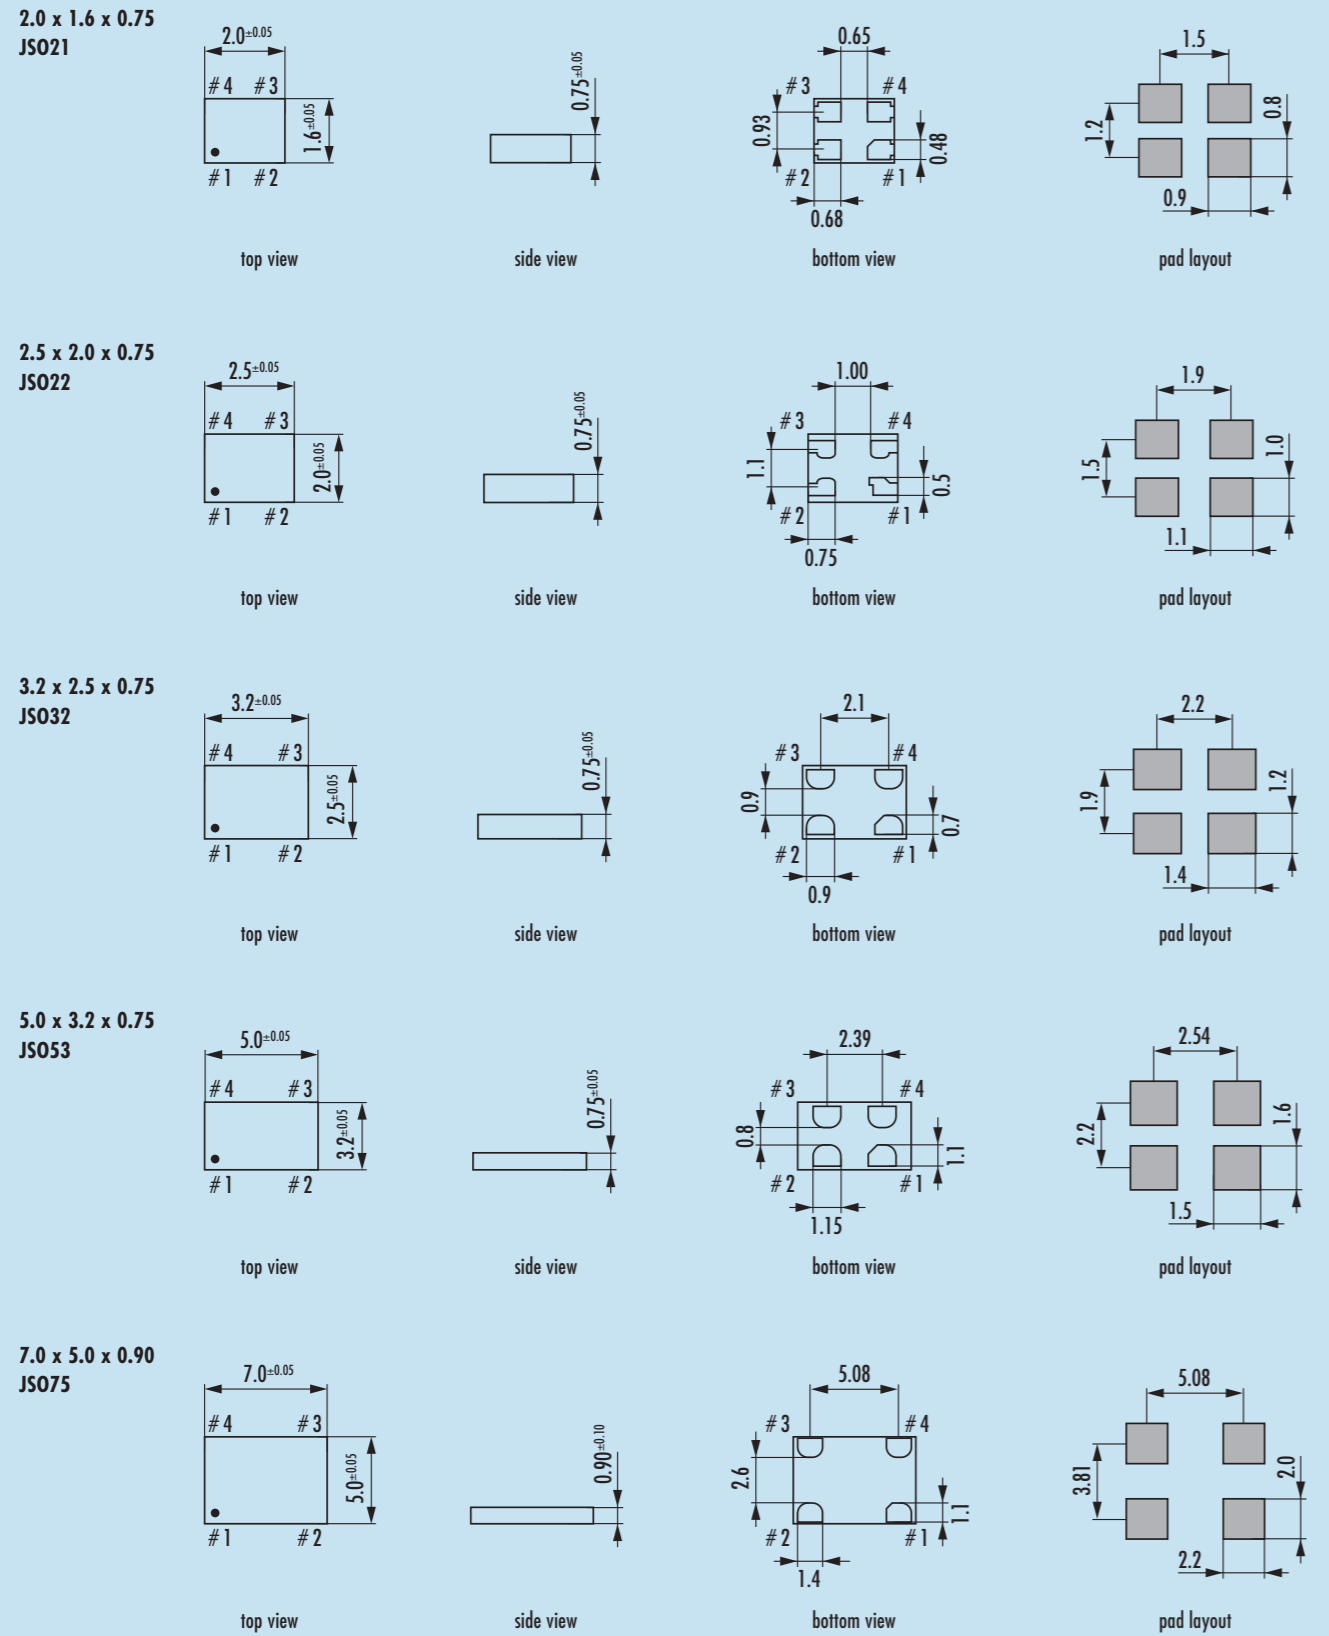 2.0 x 1.6 x 0.75
JSO21
2.0±0.05
# 4 # 3
1.6±0.05
# 1 # 2
top view
0.75±0.05
side view
0.65
# 3 # 4
0.93
0.48
# 2 # 1
0.68
bottom view
1.5
1.2
0.8
0.9
pad layout
2.5 x 2.0 x 0.75
JSO22
2.5±0.05
# 4 # 3
2.0±0.05
# 1 # 2
top view
0.75±0.05
side view
1.00
# 3 # 4
1.1
0.5
# 2 # 1
0.75
bottom view
1.9
1.5
1.0
1.1
pad layout
3.2 x 2.5 x 0.75
JSO32
3.2±0.05
# 4 # 3
2.5±0.05
# 1 # 2
top view
0.75±0.05
side view
2.1
# 3 # 4
0.9
0.7
# 2 # 1
0.9
bottom view
2.2
1.9
1.2
1.4
pad layout
5.0 x 3.2 x 0.75
JSO53
5.0±0.05
# 4 # 3
3.2±0.05
# 1 # 2
top view
0.75±0.05
side view
2.39
# 3 # 4
0.8
1.1
# 2 # 1
1.15
bottom view
2.54
2.2
1.6
1.5
pad layout
7.0 x 5.0 x 0.90
JSO75
7.0±0.05
# 4 # 3
5.0±0.05
# 1 # 2
top view
0.90±0.10
side view
5.08
# 3 # 4
2.6
1.1
# 2 # 1
1.4
bottom view
5.08
3.81
2.0
2.2
pad layout